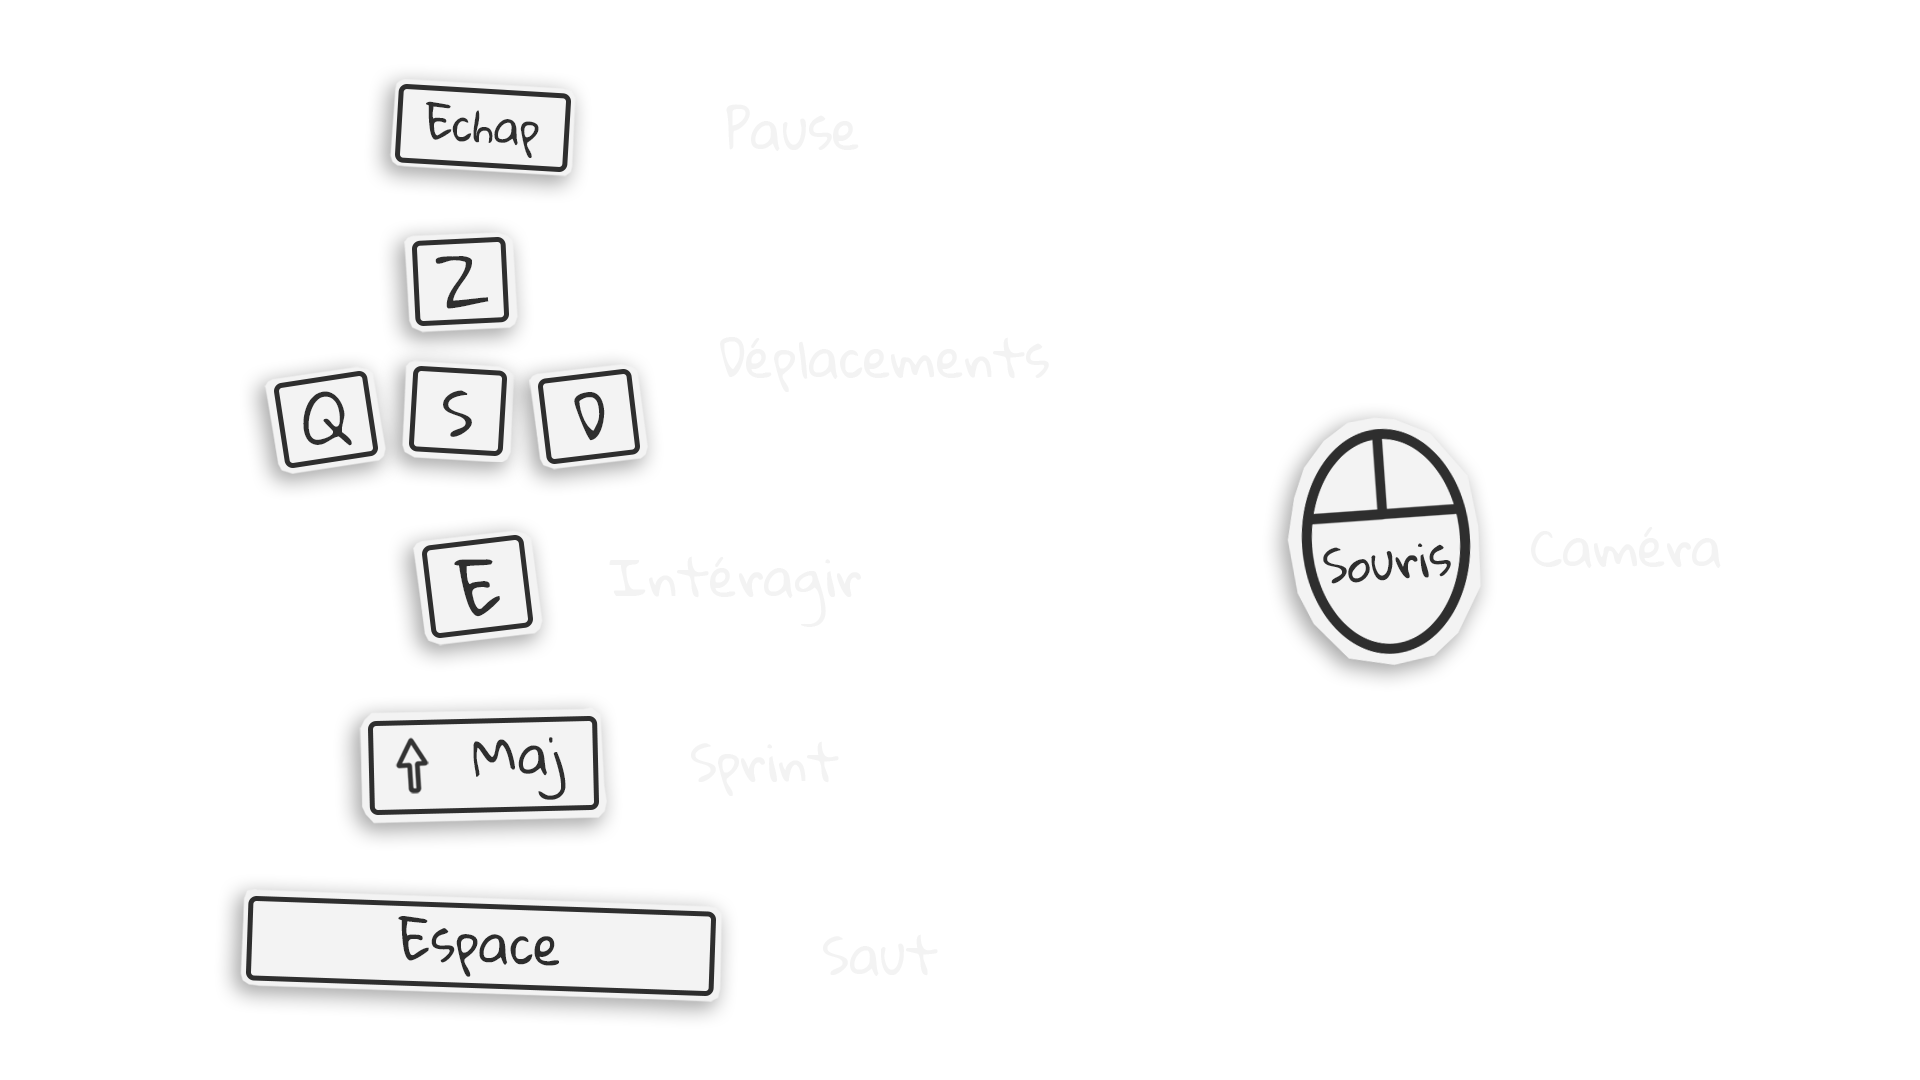 Echap Pause
Z
Déplacements
Q S D
E Intéragir
Maj Sprint
Espace Saut
Souris Caméra